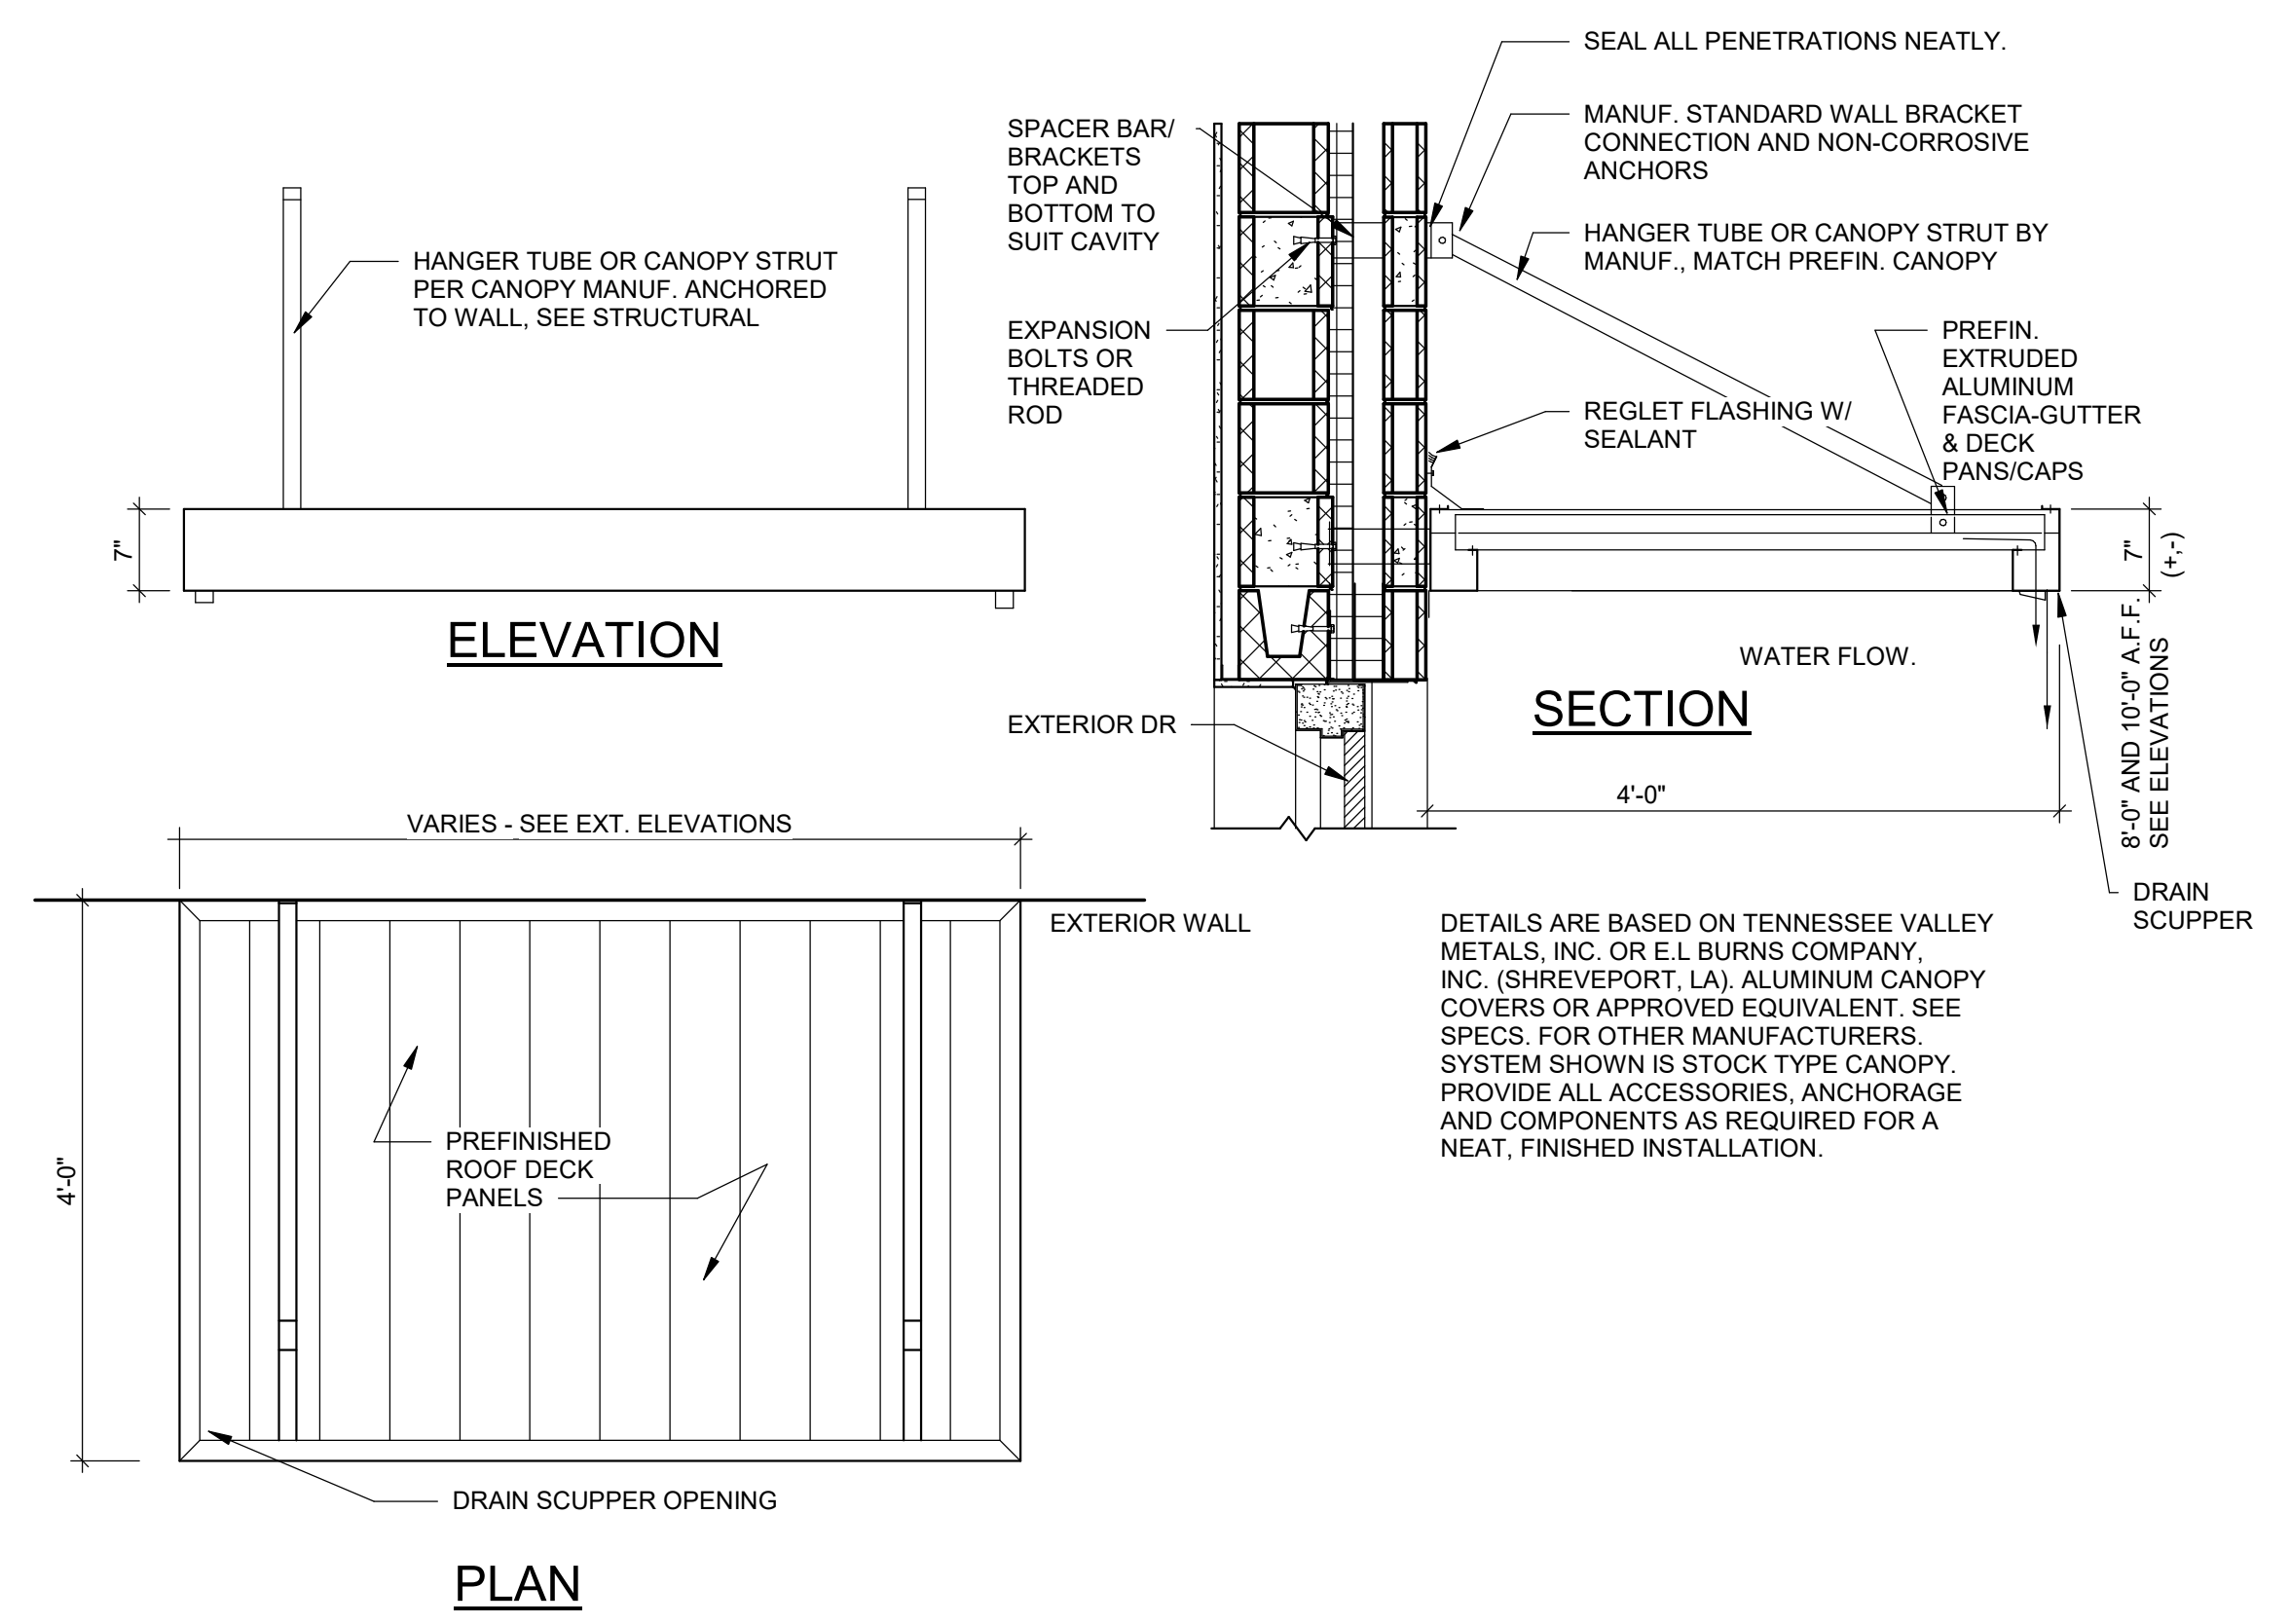 HANGER TUBE OR CANOPY STRUT
PER CANOPY MANUF. ANCHORED
TO WALL, SEE STRUCTURAL
7"
ELEVATION
SEAL ALL PENETRATIONS NEATLY.
SPACER BAR/
BRACKETS
TOP AND
BOTTOM TO
SUIT CAVITY
MANUF. STANDARD WALL BRACKET
CONNECTION AND NON-CORROSIVE
ANCHORS
HANGER TUBE OR CANOPY STRUT BY
MANUF., MATCH PREFIN. CANOPY
EXPANSION
BOLTS OR
THREADED
ROD
PREFIN.
EXTRUDED
ALUMINUM
FASCIA-GUTTER
& DECK
PANS/CAPS
REGLET FLASHING W/
SEALANT
7"
(+,-)
8'-0" AND 10'-0" A.F.F.
SEE ELEVATIONS
WATER FLOW.
SECTION
EXTERIOR DR
4'-0"
DRAIN
SCUPPER
VARIES - SEE EXT. ELEVATIONS
EXTERIOR WALL
4'-0"
PREFINISHED
ROOF DECK
PANELS
DRAIN SCUPPER OPENING
PLAN
DETAILS ARE BASED ON TENNESSEE VALLEY
METALS, INC. OR E.L BURNS COMPANY,
INC. (SHREVEPORT, LA). ALUMINUM CANOPY
COVERS OR APPROVED EQUIVALENT. SEE
SPECS. FOR OTHER MANUFACTURERS.
SYSTEM SHOWN IS STOCK TYPE CANOPY.
PROVIDE ALL ACCESSORIES, ANCHORAGE
AND COMPONENTS AS REQUIRED FOR A
NEAT, FINISHED INSTALLATION.